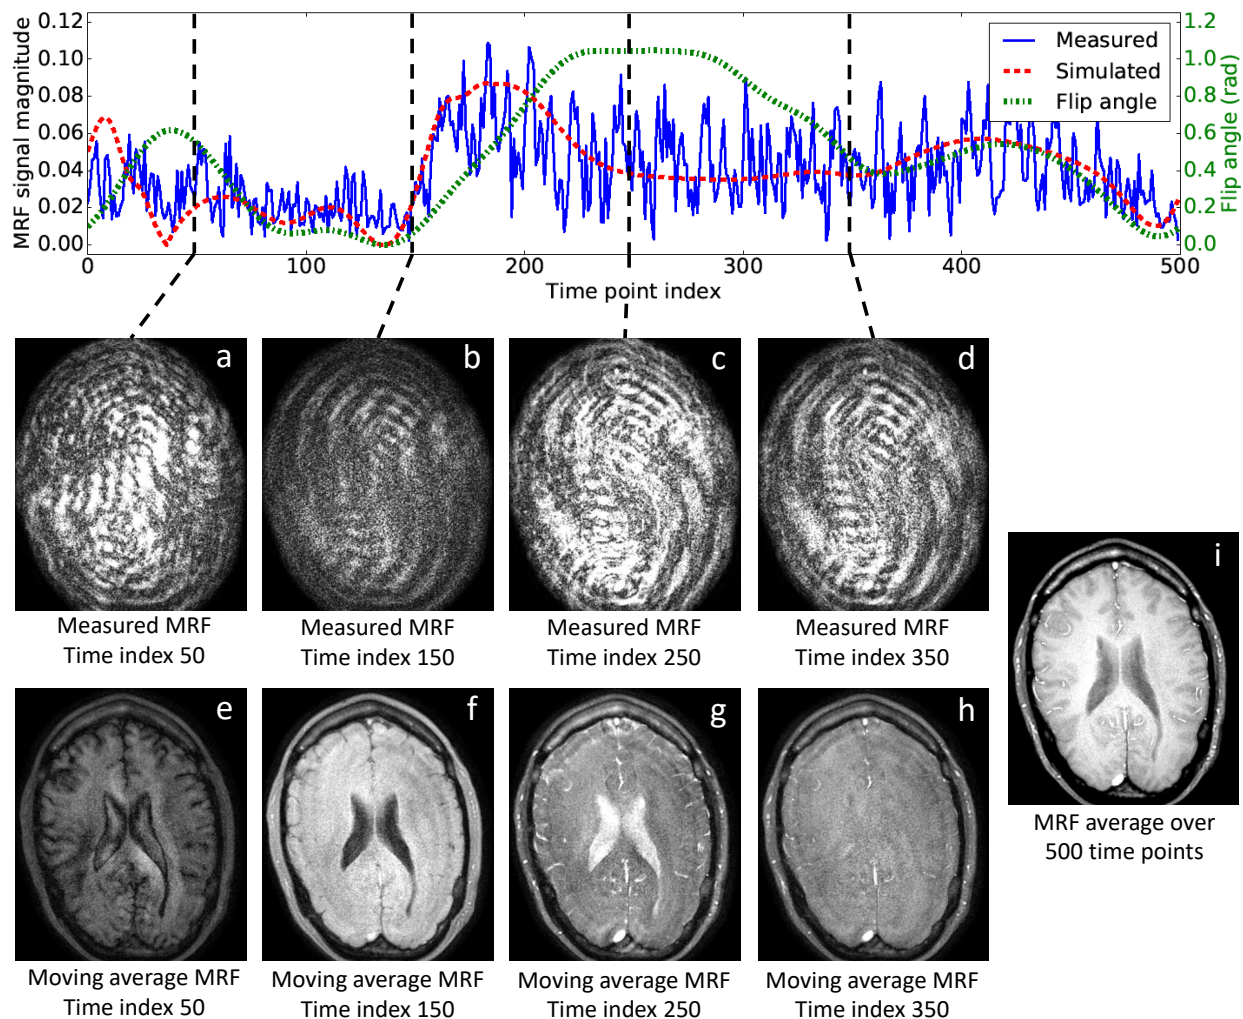 MRF signal magnitude
0.12
0.10
0.08
0.06
0.04
0.02
0.00
Measured
Simulated
Flip angle
1.2
1.0
0.8
0.6
0.4
0.2
0.0
Flip angle (rad)
0 100 200 300 400 500
Time point index
a b c d
Measured MRF
Time index 50
Measured MRF
Time index 150
Measured MRF
Time index 250
Measured MRF
Time index 350
e f g h
Moving average MRF
Time index 50
Moving average MRF
Time index 150
Moving average MRF
Time index 250
Moving average MRF
Time index 350
i
MRF average over
500 time points